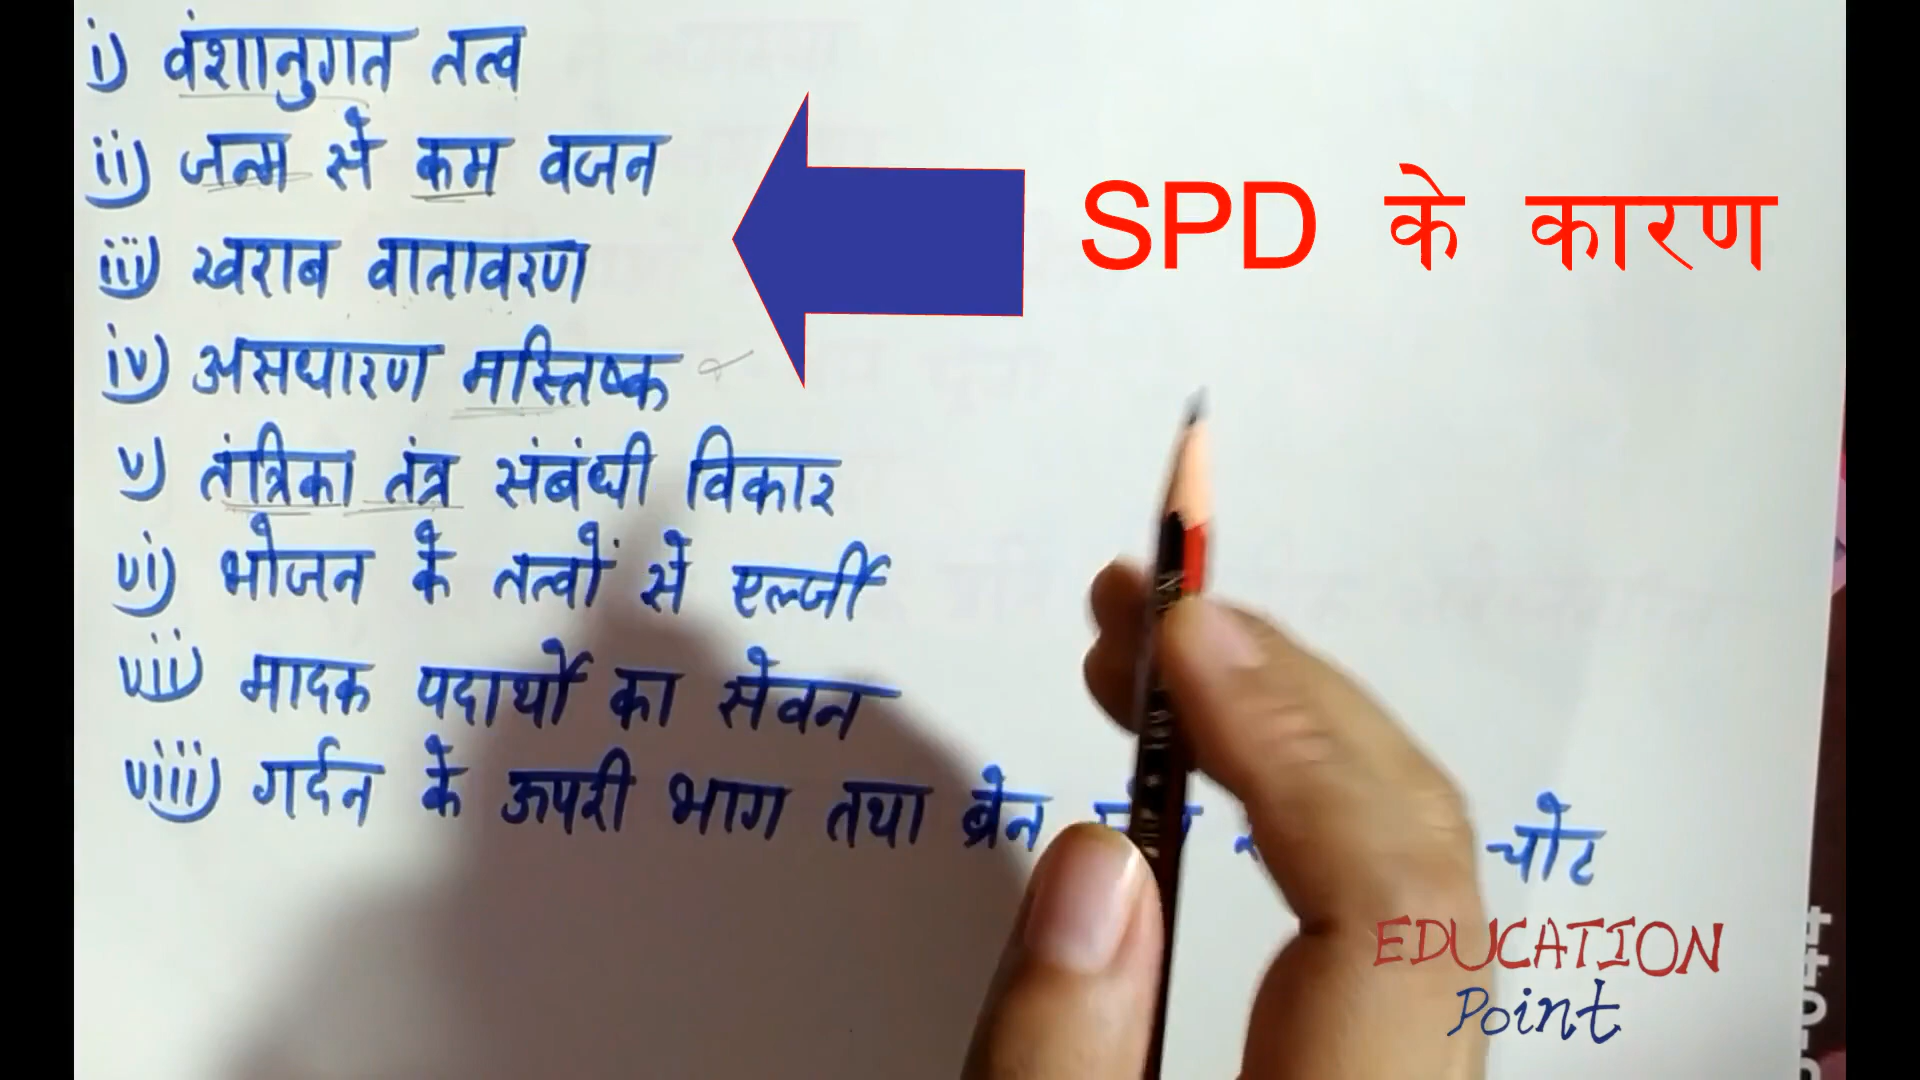 i) वंशानुगत तत्व
ii) जन्म से कम वजन
iii) खराब वातावरण
iv) असधारण मस्तिष्क
v) तंत्रिका तंत्र संबंधी विकार
vi) भोजन के तत्वों से एर्ल्जी
vii) मादक पदार्थो का सेवन
viii) गर्दन के ऊपरी भाग तथा ब्रेन चोट
SPD के कारण
EDUCATION
Point